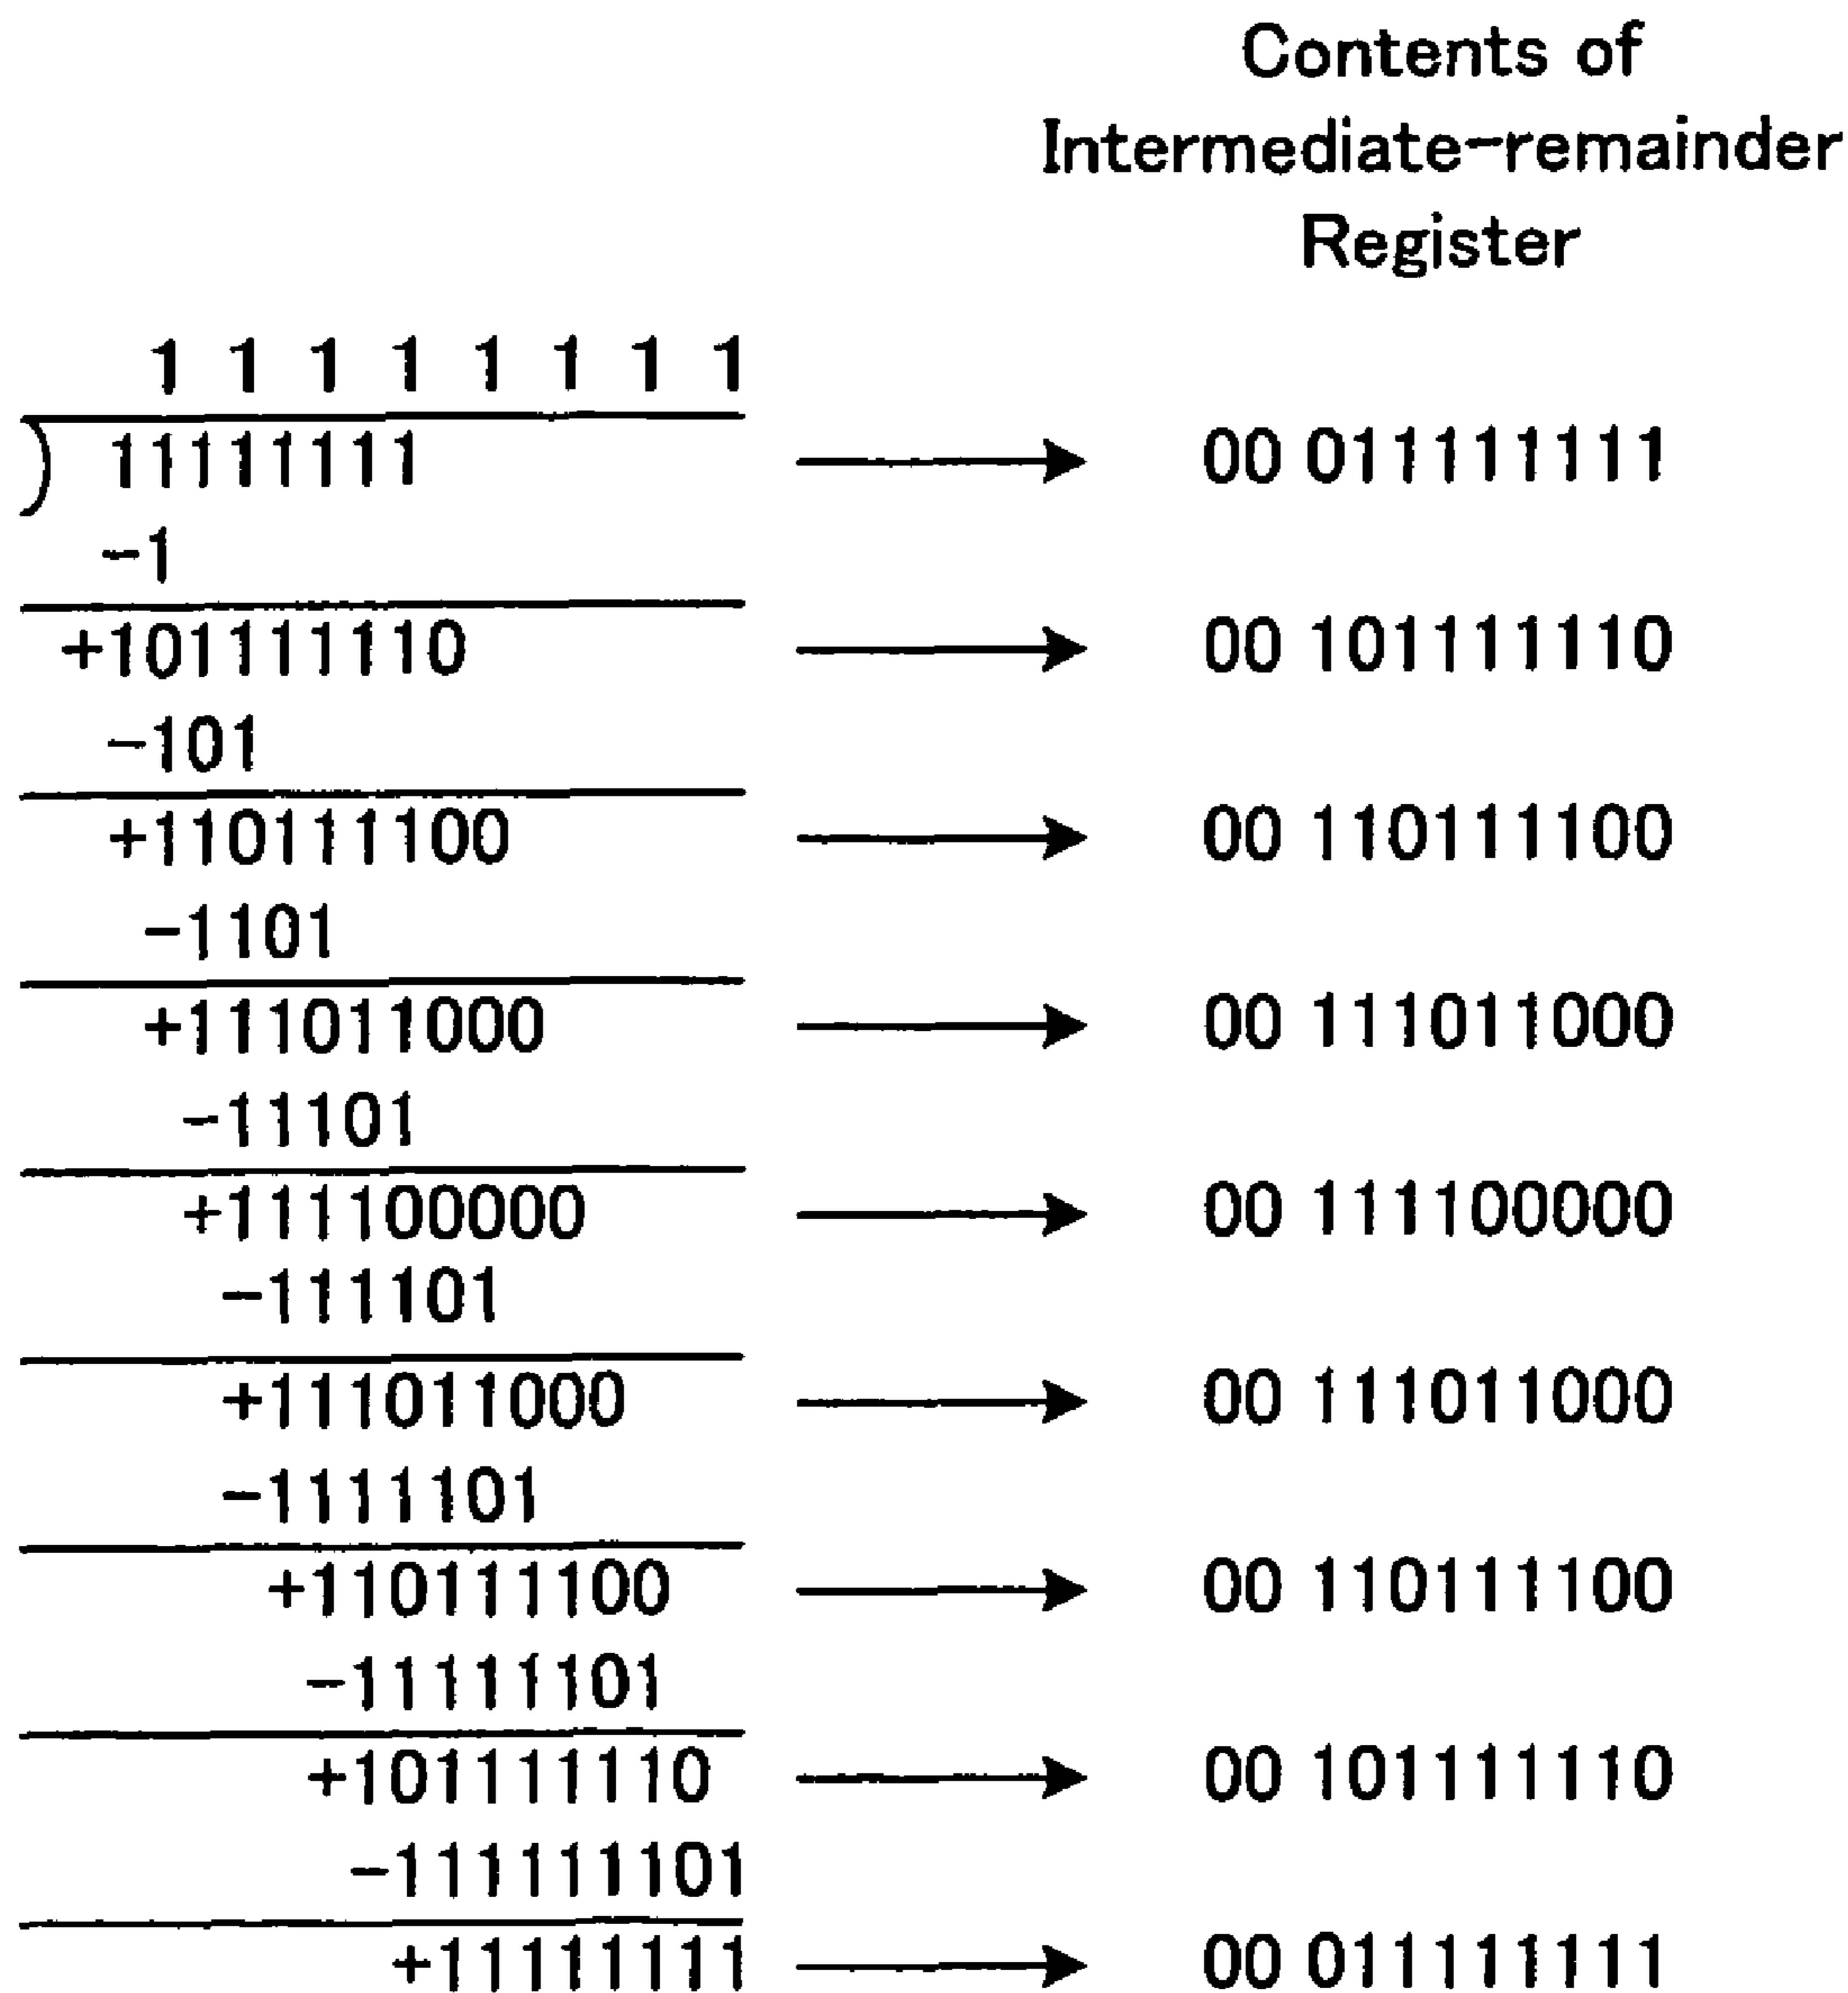 Contents of
Intermediate-remainder
Register
1 1 1 1 1 1 1 1
11111111 00 011111111
-1
+101111110 00 101111110
-101
+110111100 00 110111100
-1101
+111011000 00 111011000
-11101
+111100000 00 111100000
-111101
+111011000 00 111011000
-1111101
+110111100 00 110111100
-11111101
+101111110 00 101111110
-111111101
+11111111 00 011111111